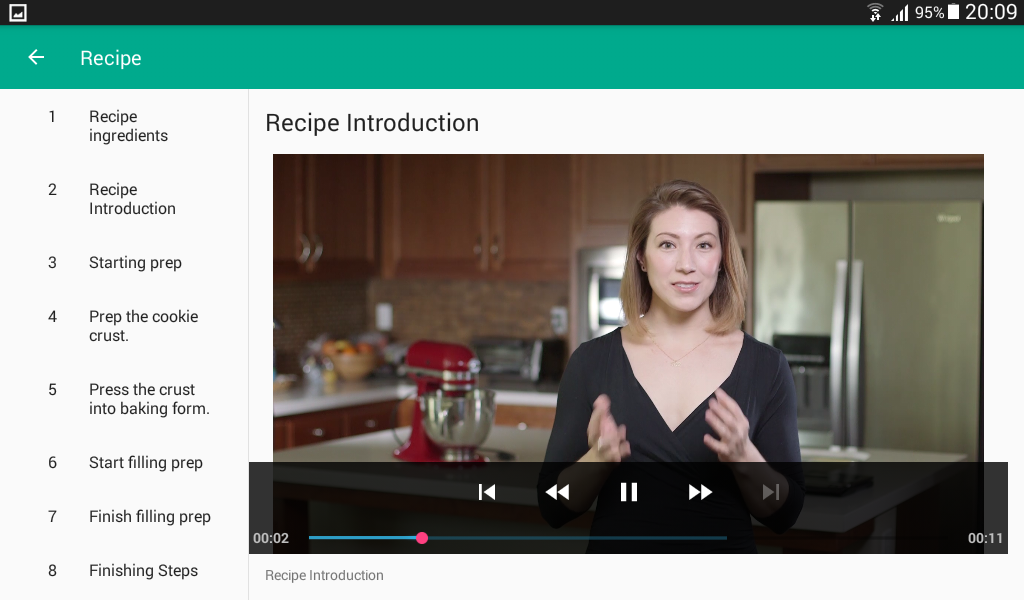 95% 20:09
Recipe
1 Recipe
ingredients
2 Recipe
Introduction
3 Starting prep
4 Prep the cookie
crust.
5 Press the crust
into baking form.
6 Start filling prep
7 Finish filling prep
8 Finishing Steps
Recipe Introduction
00:02 00:11
Recipe Introduction